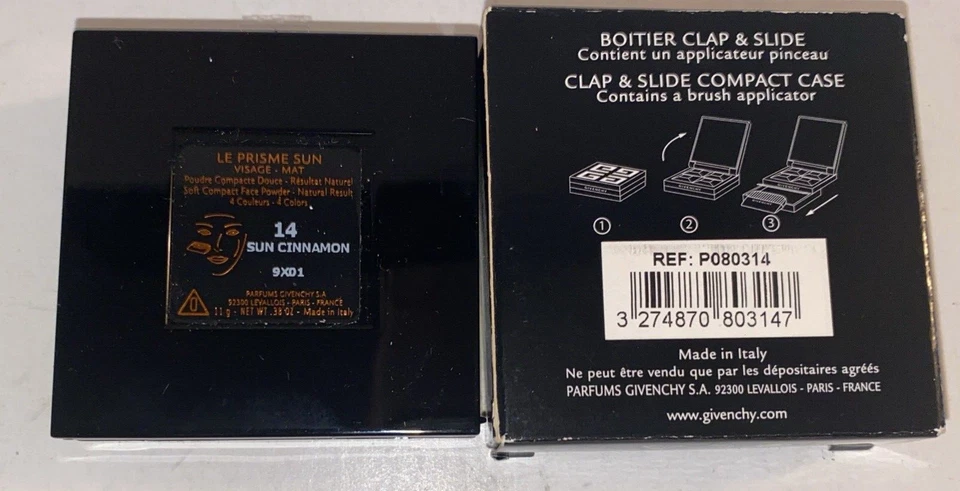 LE PRISME SUN
VISAGE - MAT
Poudre Compacte Douce - Résultat Naturel
Soft Compact Face Powder - Natural Result
4 Couleurs - 4 Colors
14
SUN CINNAMON
9XD1
PARFUMS GIVENCHY S.A
92300 LEVALLOIS - PARIS - FRANCE
11 g - NET WT .38 OZ - Made in Italy
BOITIER CLAP & SLIDE
Contient un applicateur pinceau
CLAP & SLIDE COMPACT CASE
Contains a brush applicator
GIVENCHY
1 2 3
REF: P080314
3 274870 803147
Made in Italy
Ne peut être vendu que par les dépositaires agréés
PARFUMS GIVENCHY S.A. 92300 LEVALLOIS - PARIS - FRANCE
www.givenchy.com